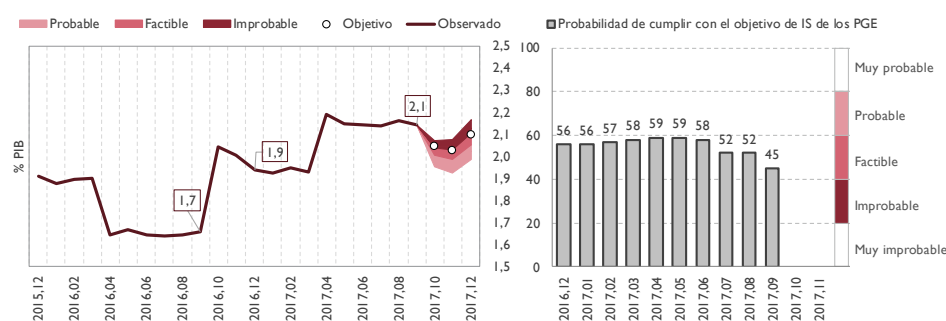 Probable Factible Improbable Objetivo Observado
Probabilidad de cumplir con el objetivo de IS de los PGE
% PIB
2,5
2,4
2,3
2,2
2,1
2,0
1,9
1,8
1,7
1,6
1,5
1,7
1,9
2,1
2015,12 2016,02 2016,04 2016,06 2016,08 2016,10 2016,12 2017,02 2017,04 2017,06 2017,08 2017,10 2017,12
100
80
60
40
20
0
56 56 57 58 59 59 58 52 52 45
2016,12 2017,01 2017,02 2017,03 2017,04 2017,05 2017,06 2017,07 2017,08 2017,09 2017,10 2017,11
Muy probable
Probable
Factible
Improbable
Muy improbable